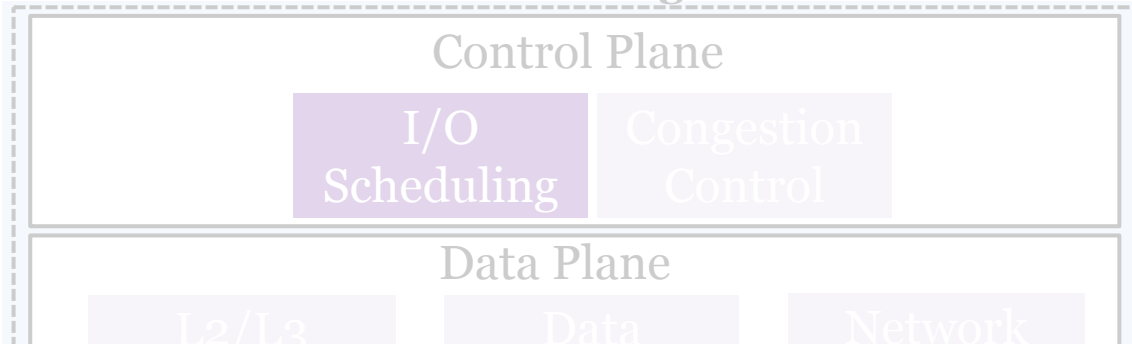 Control Plane
I/O Congestion
Scheduling Control
Data Plane
L2/L3 Data Network